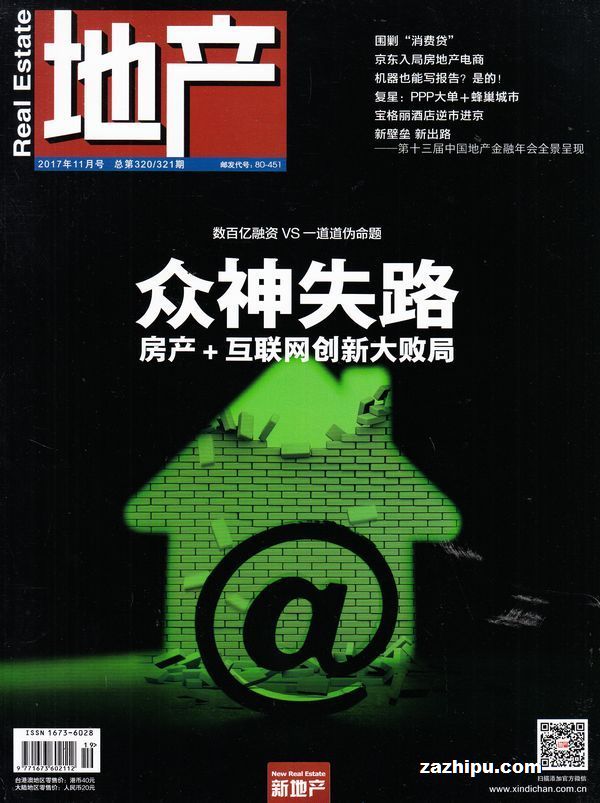 Real Estate
地产
2017年11月号 总第320/321期 邮发代号: 80-451
围剿“消费贷”
京东入局房地产电商
机器也能写报告? 是的!
复星: PPP大单+蜂巢城市
宝格丽酒店逆市进京
新壁垒 新出路
——第十三届中国地产金融年会全景呈现
数百亿融资 VS 一道道伪命题
众神失路
房产 + 互联网创新大败局
@
ISSN 1673-6028
19>
9 771673 602112
台港澳地区零售价: 港币40元
大陆地区零售价: 人民币20元
New Real Estate
新地产
扫描添加官方微信
www.xindichan.com.cn
zazhipu.com